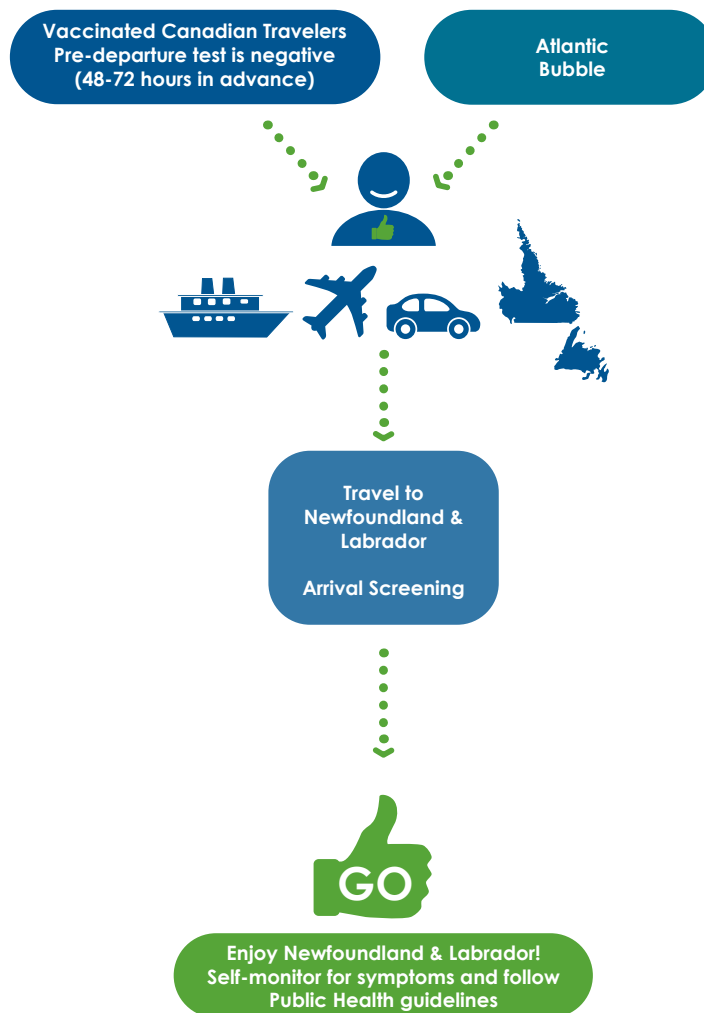 Vaccinated Canadian Travelers
Pre-departure test is negative
(48-72 hours in advance)
Atlantic
Bubble
Travel to
Newfoundland &
Labrador
Arrival Screening
GO
Enjoy Newfoundland & Labrador!
Self-monitor for symptoms and follow
Public Health guidelines